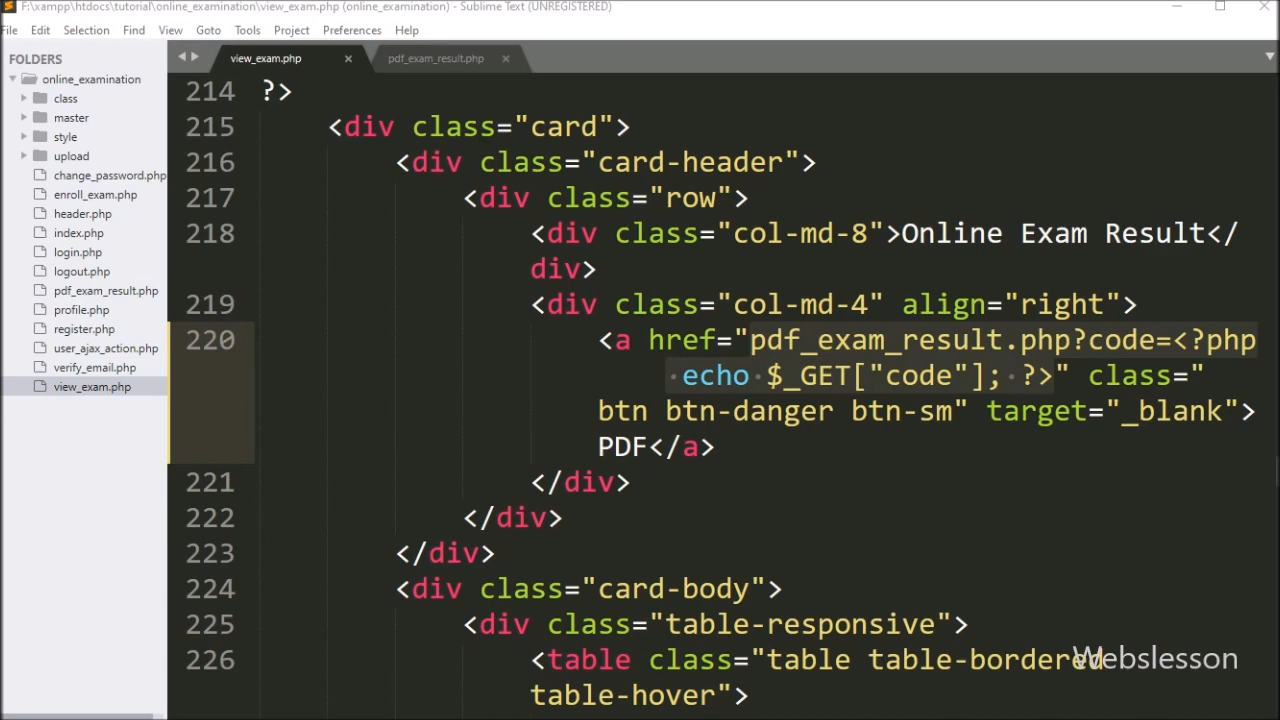 F:\xampp\htdocs\tutorial\online_examination\view_exam.php (online_examination) - Sublime Text (UNREGISTERED)
File Edit Selection Find View Goto Tools Project Preferences Help
FOLDERS
online_examination
class
master
style
upload
change_password.php
enroll_exam.php
header.php
index.php
login.php
logout.php
pdf_exam_result.php
profile.php
register.php
user_ajax_action.php
verify_email.php
view_exam.php
view_exam.php pdf_exam_result.php
214 ?>
215 <div class="card">
216 <div class="card-header">
217 <div class="row">
218 <div class="col-md-8">Online Exam Result</
div>
219 <div class="col-md-4" align="right">
220 <a href="pdf_exam_result.php?code=<?php
echo $_GET["code"]; ?>" class="
btn btn-danger btn-sm" target="_blank">
PDF</a>
221 </div>
222 </div>
223 </div>
224 <div class="card-body">
225 <div class="table-responsive">
226 <table class="table table-bordered
table-hover">
Webslesson